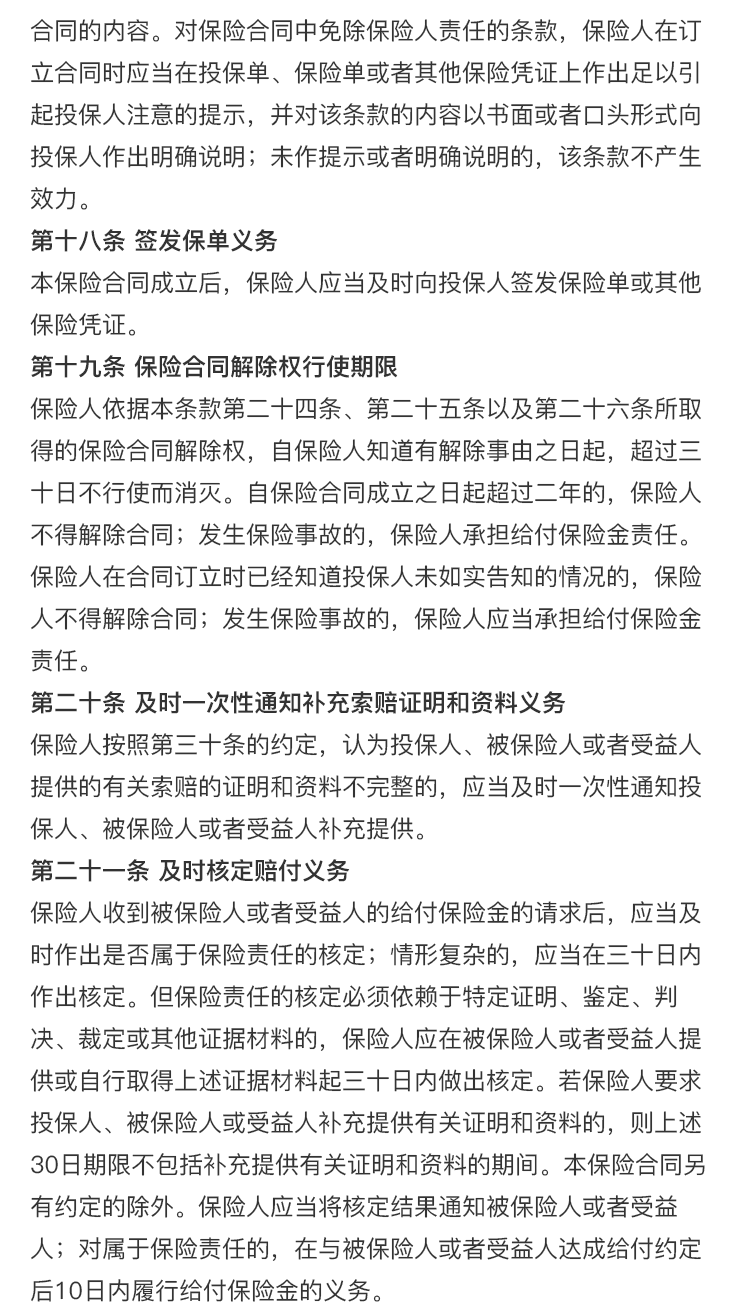 合同的内容。对保险合同中免除保险人责任的条款，保险人在订
立合同时应当在投保单、保险单或者其他保险凭证上作出足以引
起投保人注意的提示，并对该条款的内容以书面或者口头形式向
投保人作出明确说明；未作提示或者明确说明的，该条款不产生
效力。
第十八条 签发保单义务
本保险合同成立后，保险人应当及时向投保人签发保险单或其他
保险凭证。
第十九条 保险合同解除权行使期限
保险人依据本条款第二十四条、第二十五条以及第二十六条所取
得的保险合同解除权，自保险人知道有解除事由之日起，超过三
十日不行使而消灭。自保险合同成立之日起超过二年的，保险人
不得解除合同；发生保险事故的，保险人承担给付保险金责任。
保险人在合同订立时已经知道投保人未如实告知的情况的，保险
人不得解除合同；发生保险事故的，保险人应当承担给付保险金
责任。
第二十条 及时一次性通知补充索赔证明和资料义务
保险人按照第三十条的约定，认为投保人、被保险人或者受益人
提供的有关索赔的证明和资料不完整的，应当及时一次性通知投
保人、被保险人或者受益人补充提供。
第二十一条 及时核定赔付义务
保险人收到被保险人或者受益人的给付保险金的请求后，应当及
时作出是否属于保险责任的核定；情形复杂的，应当在三十日内
作出核定。但保险责任的核定必须依赖于特定证明、鉴定、判
决、裁定或其他证据材料的，保险人应在被保险人或者受益人提
供或自行取得上述证据材料起三十日内做出核定。若保险人要求
投保人、被保险人或受益人补充提供有关证明和资料的，则上述
30日期限不包括补充提供有关证明和资料的期间。本保险合同另
有约定的除外。保险人应当将核定结果通知被保险人或者受益
人；对属于保险责任的，在与被保险人或者受益人达成给付约定
后10日内履行给付保险金的义务。